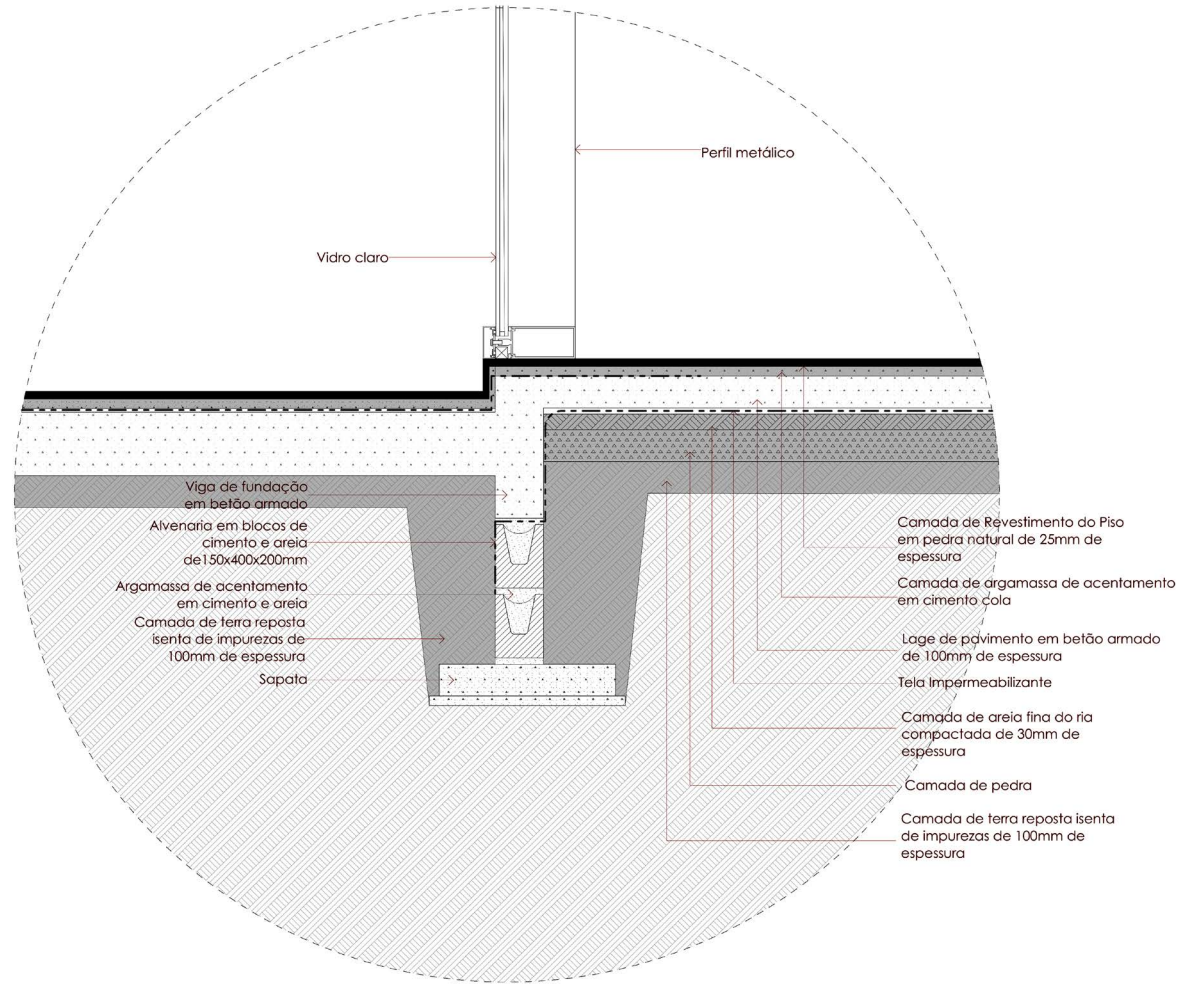 Perfil metálico
Vidro claro
Viga de fundação
em betão armado
Alvenaria em blocos de
cimento e areia
de150x400x200mm
Argamassa de acentamento
em cimento e areia
Camada de terra reposta
isenta de impurezas de
100mm de espessura
Sapata
Camada de Revestimento do Piso
em pedra natural de 25mm de
espessura
Camada de argamassa de acentamento
em cimento cola
Lage de pavimento em betão armado
de 100mm de espessura
Tela Impermeabilizante
Camada de areia fina do ria
compactada de 30mm de
espessura
Camada de pedra
Camada de terra reposta isenta
de impurezas de 100mm de
espessura